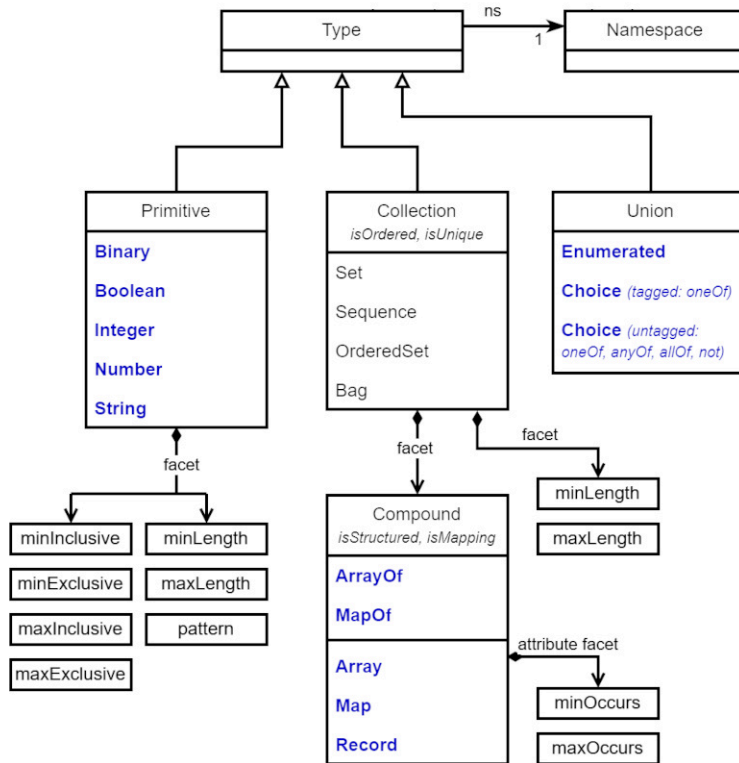 ns
Type
Namespace
1
Primitive
Binary
Boolean
Integer
Number
String
Collection
isOrdered, isUnique
Set
Sequence
OrderedSet
Bag
Union
Enumerated
Choice (tagged: oneOf)
Choice (untagged:
oneOf, anyOf, allOf, not)
facet
facet
facet
minInclusive
minExclusive
maxInclusive
maxExclusive
minLength
maxLength
pattern
Compound
isStructured, isMapping
ArrayOf
MapOf
Array
Map
Record
minLength
maxLength
attribute facet
minOccurs
maxOccurs